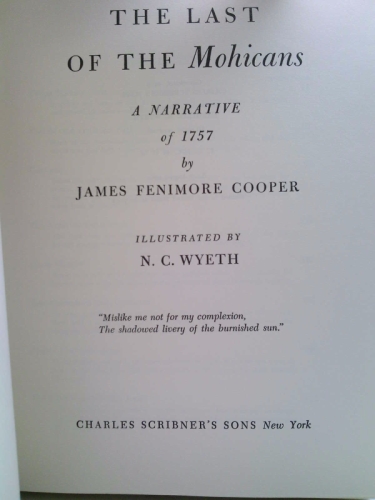 THE LAST
OF THE Mohicans
A NARRATIVE
of 1757
by
JAMES FENIMORE COOPER
ILLUSTRATED BY
N. C. WYETH
"Mislike me not for my complexion,
The shadowed livery of the burnished sun."
CHARLES SCRIBNER'S SONS New York